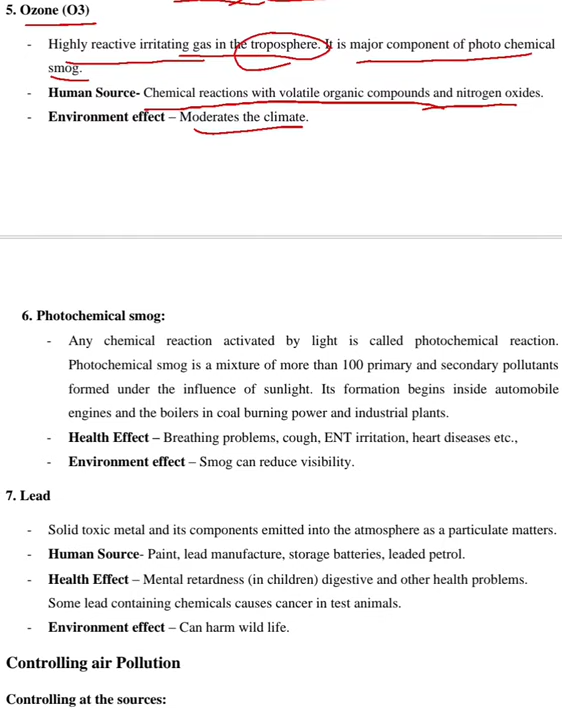 5. Ozone (O3)
- Highly reactive irritating gas in the troposphere. It is major component of photo chemical
smog.
- Human Source- Chemical reactions with volatile organic compounds and nitrogen oxides.
- Environment effect – Moderates the climate.
6. Photochemical smog:
- Any chemical reaction activated by light is called photochemical reaction.
Photochemical smog is a mixture of more than 100 primary and secondary pollutants
formed under the influence of sunlight. Its formation begins inside automobile
engines and the boilers in coal burning power and industrial plants.
- Health Effect – Breathing problems, cough, ENT irritation, heart diseases etc.,
- Environment effect – Smog can reduce visibility.
7. Lead
- Solid toxic metal and its components emitted into the atmosphere as a particulate matters.
- Human Source- Paint, lead manufacture, storage batteries, leaded petrol.
- Health Effect – Mental retardness (in children) digestive and other health problems.
Some lead containing chemicals causes cancer in test animals.
- Environment effect – Can harm wild life.
Controlling air Pollution
Controlling at the sources: